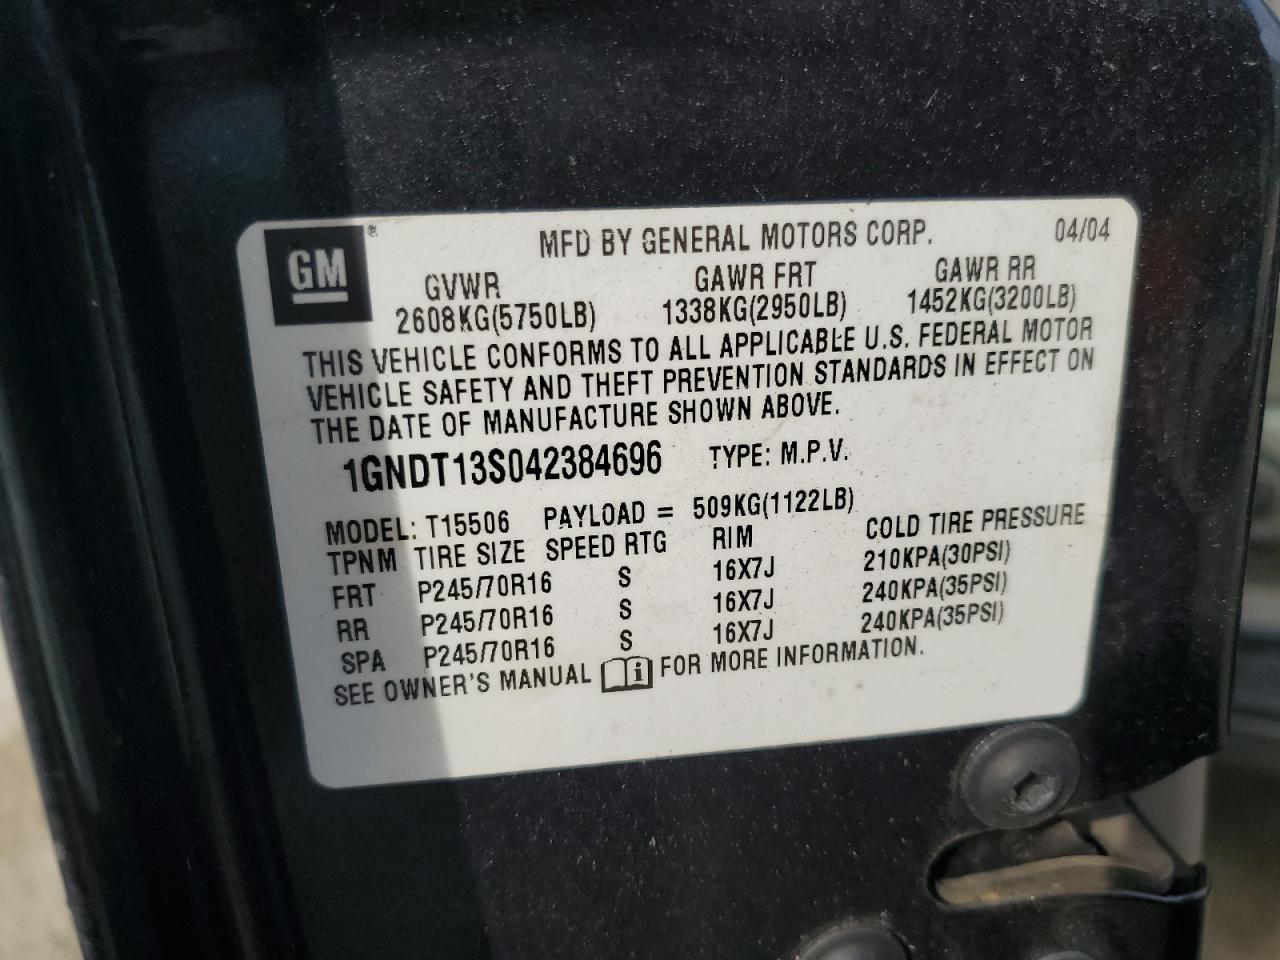 GM®
MFD BY GENERAL MOTORS CORP. 04/04
GVWR GAWR FRT GAWR RR
2608KG(5750LB) 1338KG(2950LB) 1452KG(3200LB)
THIS VEHICLE CONFORMS TO ALL APPLICABLE U.S. FEDERAL MOTOR
VEHICLE SAFETY AND THEFT PREVENTION STANDARDS IN EFFECT ON
THE DATE OF MANUFACTURE SHOWN ABOVE.
1GNDT13S042384696 TYPE: M.P.V.
MODEL: T15506 PAYLOAD = 509KG(1122LB)
TPNM TIRE SIZE SPEED RTG RIM COLD TIRE PRESSURE
FRT P245/70R16 S 16X7J 210KPA(30PSI)
RR P245/70R16 S 16X7J 240KPA(35PSI)
SPA P245/70R16 S 16X7J 240KPA(35PSI)
SEE OWNER'S MANUAL i FOR MORE INFORMATION.